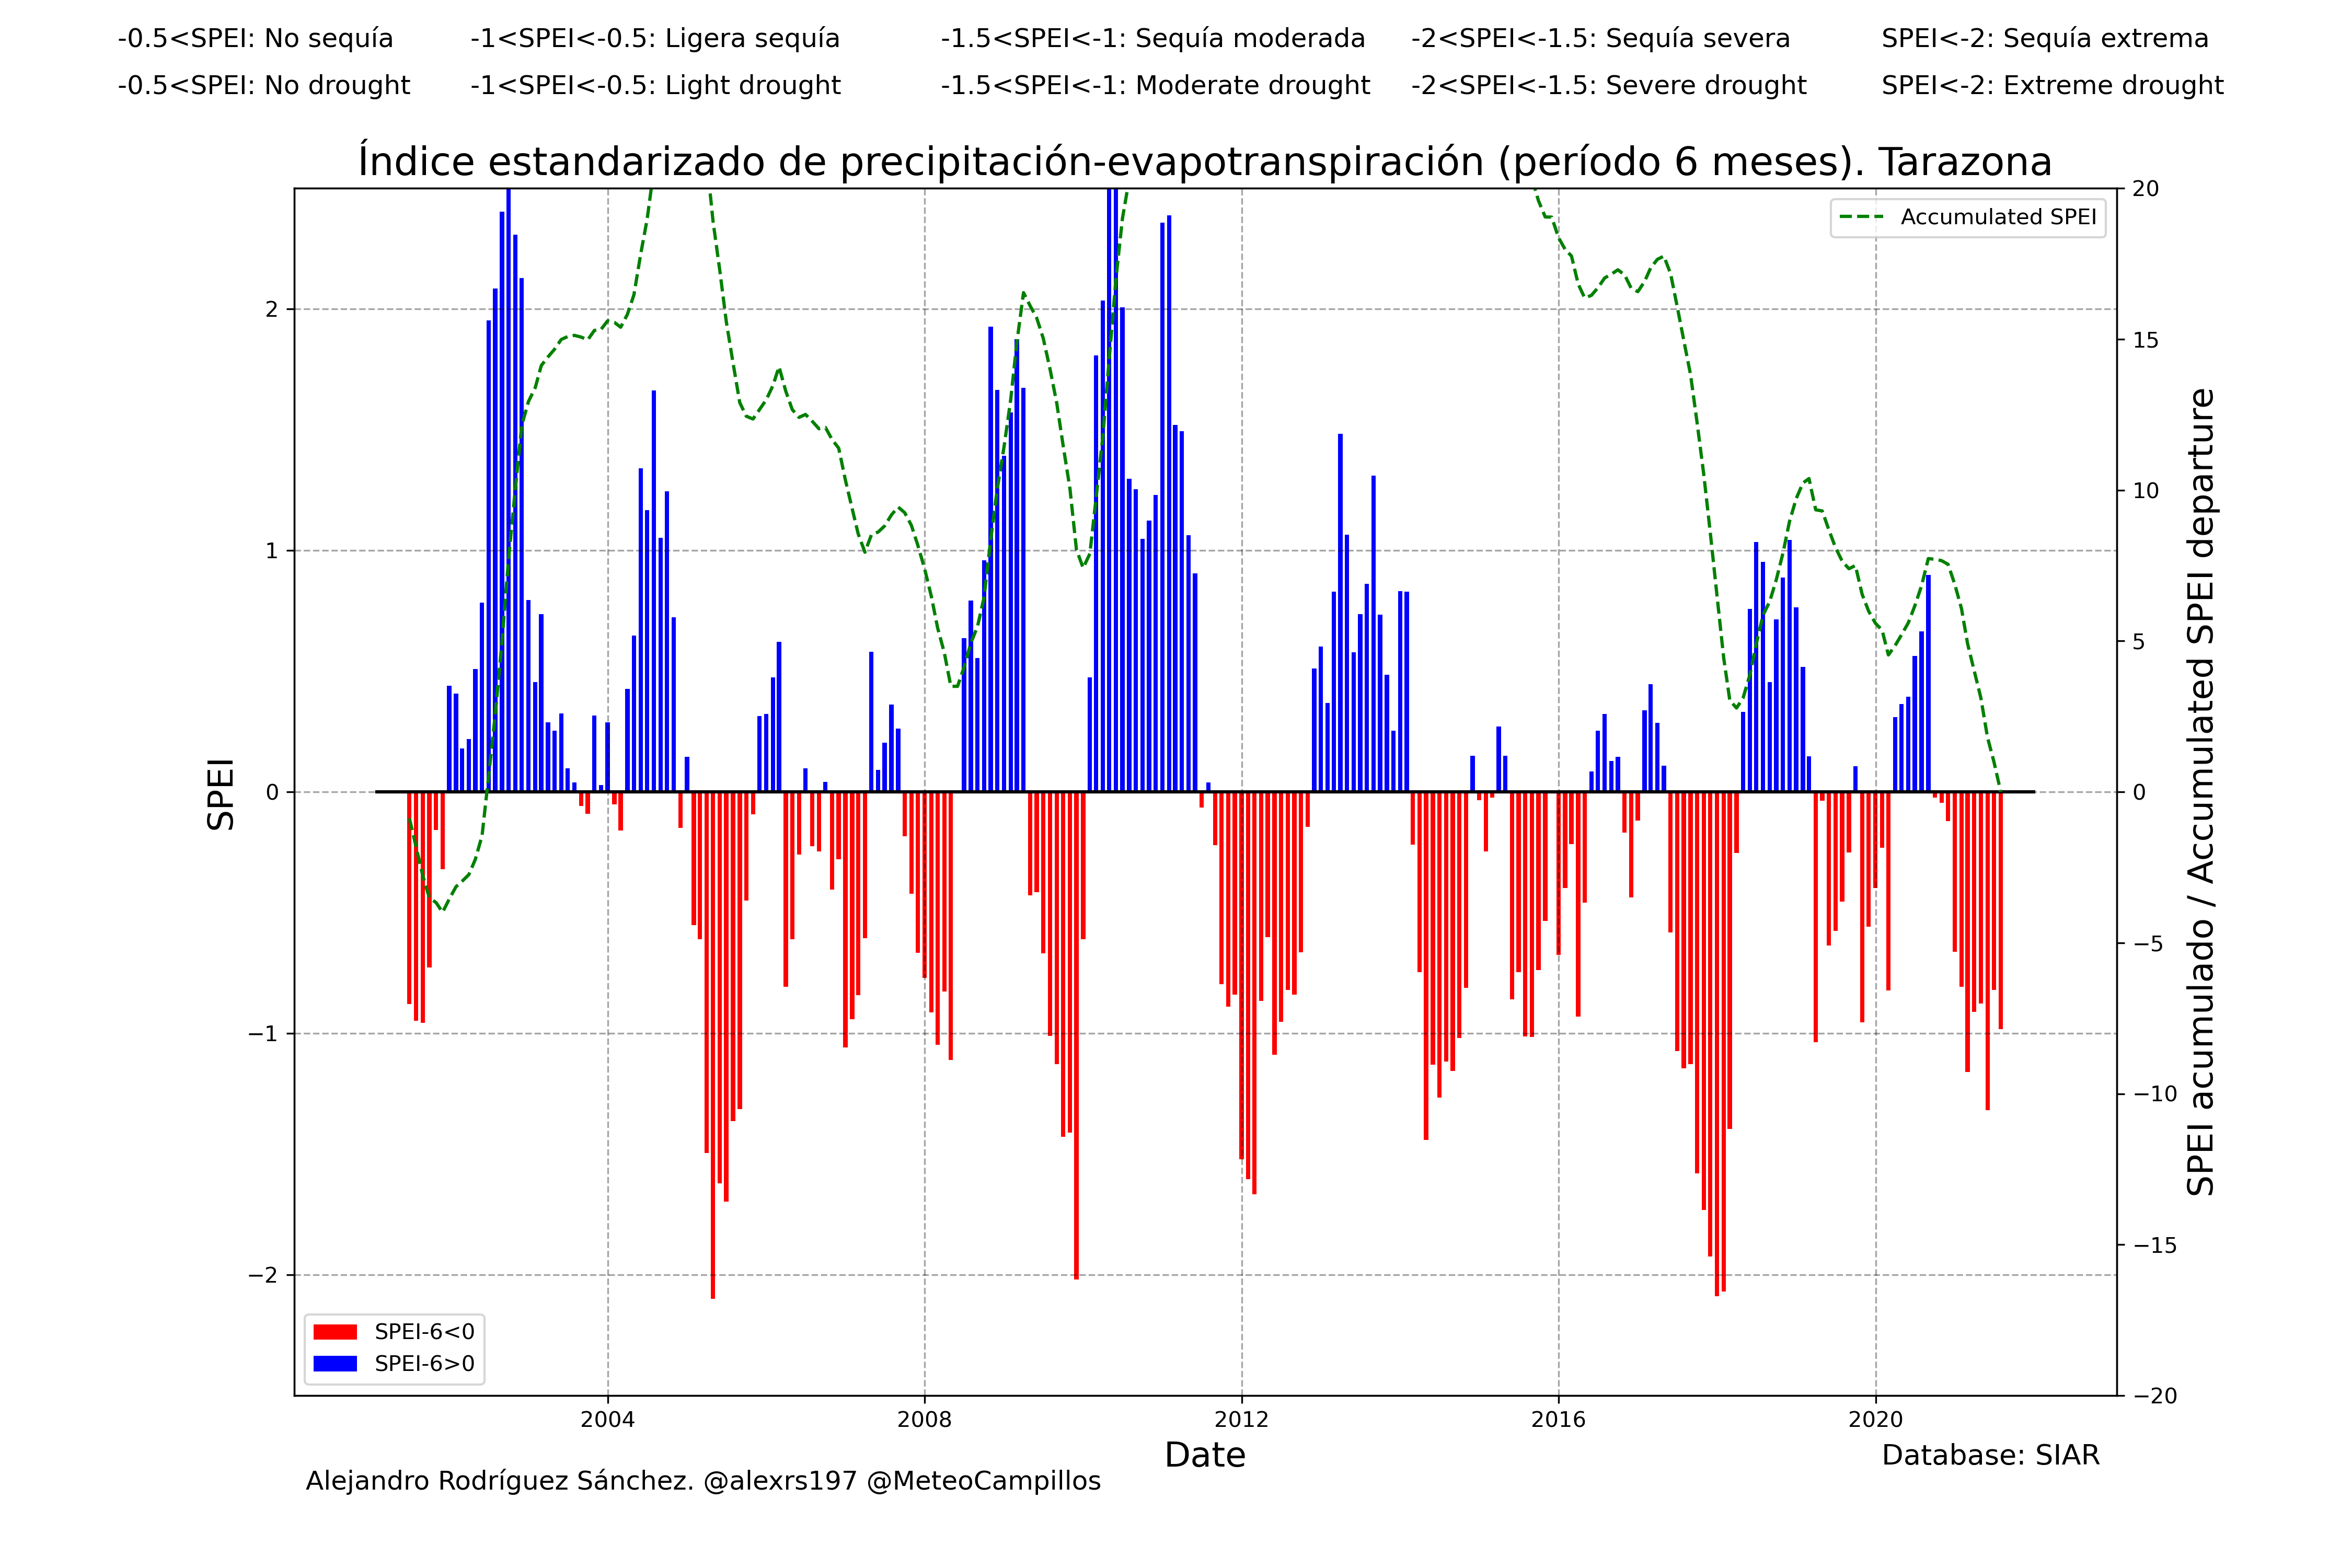 -0.5<SPEI: No sequía -1<SPEI<-0.5: Ligera sequía -1.5<SPEI<-1: Sequía moderada -2<SPEI<-1.5: Sequía severa SPEI<-2: Sequía extrema
-0.5<SPEI: No drought -1<SPEI<-0.5: Light drought -1.5<SPEI<-1: Moderate drought -2<SPEI<-1.5: Severe drought SPEI<-2: Extreme drought
Índice estandarizado de precipitación-evapotranspiración (período 6 meses). Tarazona
Accumulated SPEI
SPEI
2
1
0
−1
−2
20
15
10
5
0
−5
−10
−15
−20
SPEI acumulado / Accumulated SPEI departure
SPEI-6<0
SPEI-6>0
2004 2008 2012 2016 2020
Date
Database: SIAR
Alejandro Rodríguez Sánchez. @alexrs197 @MeteoCampillos